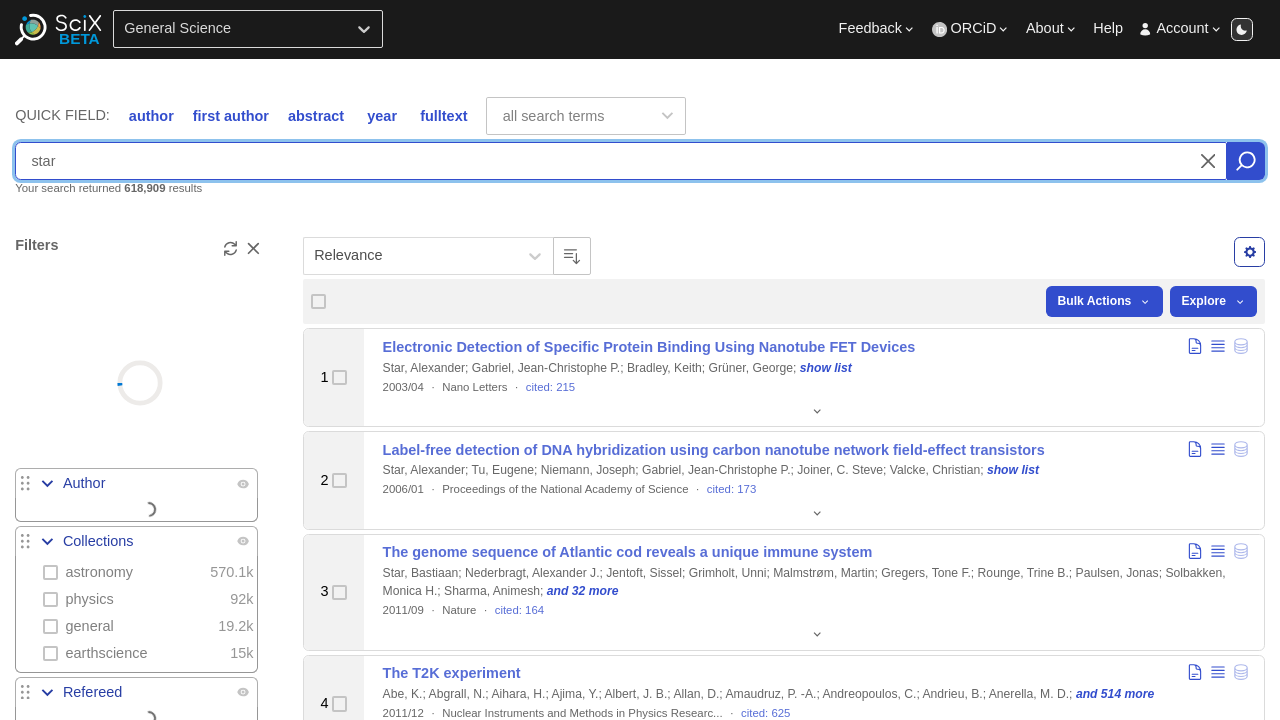 SciX
BETA
General Science
Feedback
iD ORCiD
About
Help
Account
QUICK FIELD:
author
first author
abstract
year
fulltext
all search terms
star
Your search returned 618,909 results
Filters
Relevance
Bulk Actions
Explore
1
Electronic Detection of Specific Protein Binding Using Nanotube FET Devices
Star, Alexander; Gabriel, Jean-Christophe P.; Bradley, Keith; Grüner, George; show list
2003/04 · Nano Letters · cited: 215
2
Label-free detection of DNA hybridization using carbon nanotube network field-effect transistors
Star, Alexander; Tu, Eugene; Niemann, Joseph; Gabriel, Jean-Christophe P.; Joiner, C. Steve; Valcke, Christian; show list
2006/01 · Proceedings of the National Academy of Science · cited: 173
3
The genome sequence of Atlantic cod reveals a unique immune system
Star, Bastiaan; Nederbragt, Alexander J.; Jentoft, Sissel; Grimholt, Unni; Malmstrøm, Martin; Gregers, Tone F.; Rounge, Trine B.; Paulsen, Jonas; Solbakken,
Monica H.; Sharma, Animesh; and 32 more
2011/09 · Nature · cited: 164
4
The T2K experiment
Abe, K.; Abgrall, N.; Aihara, H.; Ajima, Y.; Albert, J. B.; Allan, D.; Amaudruz, P. -A.; Andreopoulos, C.; Andrieu, B.; Anerella, M. D.; and 514 more
2011/12 · Nuclear Instruments and Methods in Physics Researc... · cited: 625
Author
Collections
astronomy 570.1k
physics 92k
general 19.2k
earthscience 15k
Refereed